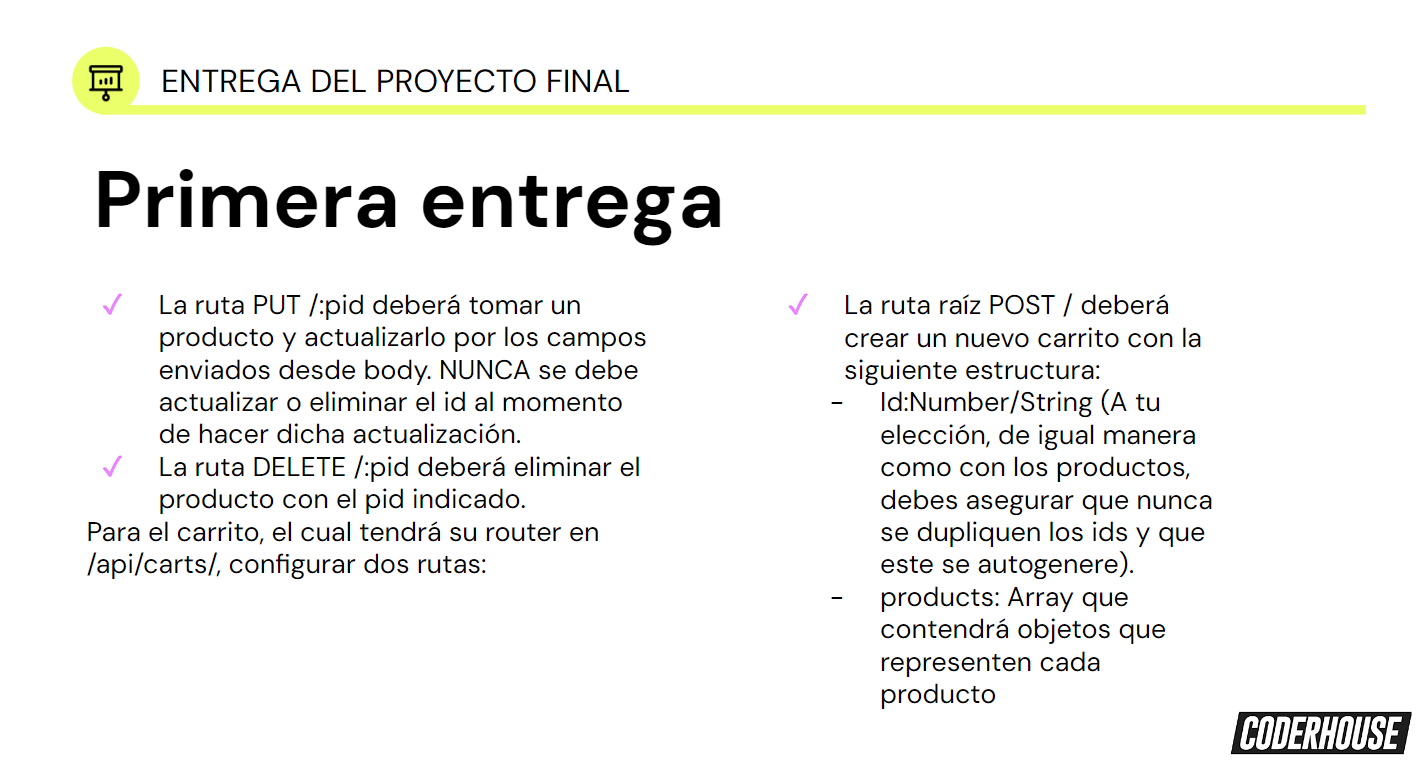 ENTREGA DEL PROYECTO FINAL
Primera entrega
✓ La ruta PUT /:pid deberá tomar un
producto y actualizarlo por los campos
enviados desde body. NUNCA se debe
actualizar o eliminar el id al momento
de hacer dicha actualización.
✓ La ruta DELETE /:pid deberá eliminar el
producto con el pid indicado.
Para el carrito, el cual tendrá su router en
/api/carts/, configurar dos rutas:
✓ La ruta raíz POST / deberá
crear un nuevo carrito con la
siguiente estructura:
- Id:Number/String (A tu
elección, de igual manera
como con los productos,
debes asegurar que nunca
se dupliquen los ids y que
este se autogenere).
- products: Array que
contendrá objetos que
representen cada
producto
CODERHOUSE